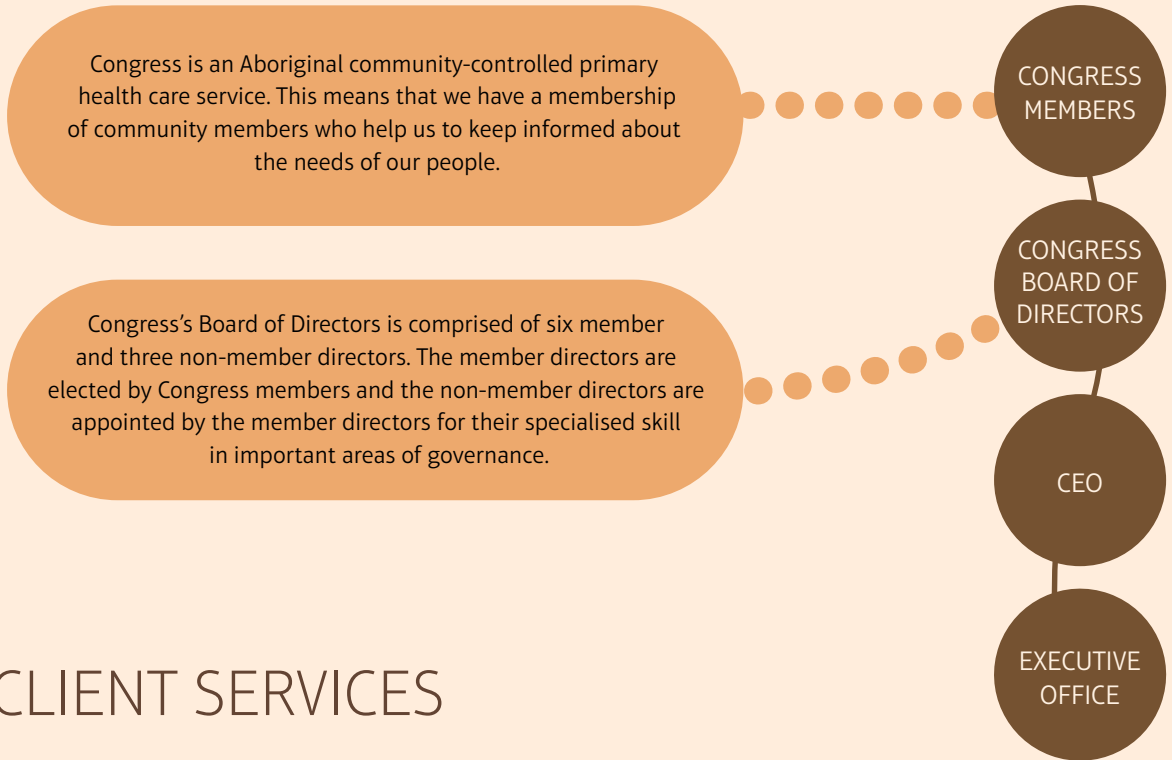 Congress is an Aboriginal community-controlled primary
health care service. This means that we have a membership
of community members who help us to keep informed about
the needs of our people.
CONGRESS
MEMBERS
Congress’s Board of Directors is comprised of six member
and three non-member directors. The member directors are
elected by Congress members and the non-member directors are
appointed by the member directors for their specialised skill
in important areas of governance.
CONGRESS
BOARD OF
DIRECTORS
CEO
EXECUTIVE
OFFICE
CLIENT SERVICES